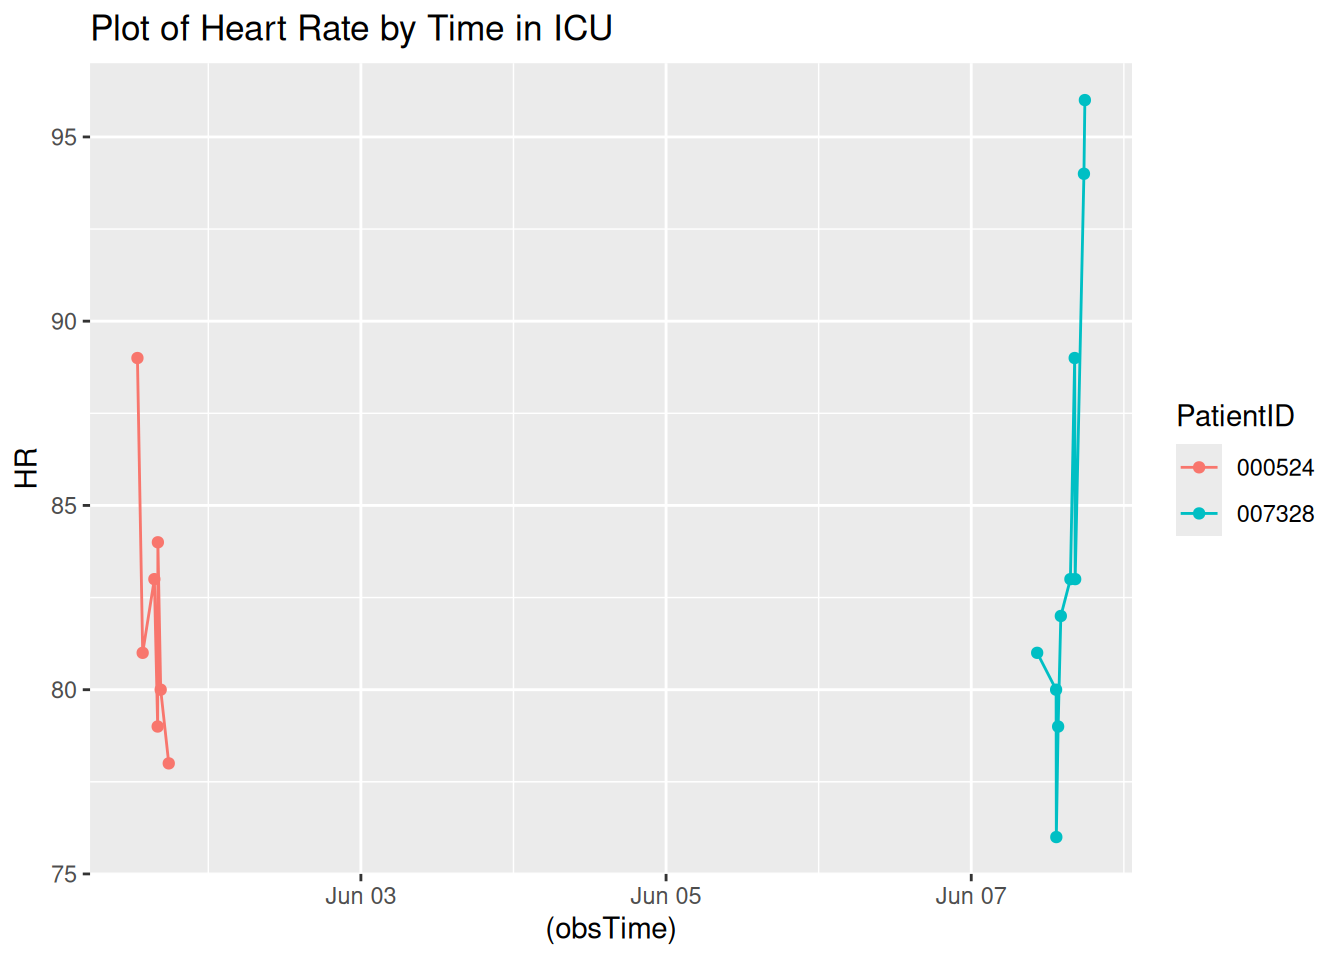 Plot of Heart Rate by Time in ICU
95
90
85
80
75
HR
Jun 03 Jun 05 Jun 07
(obsTime)
PatientID
000524
007328